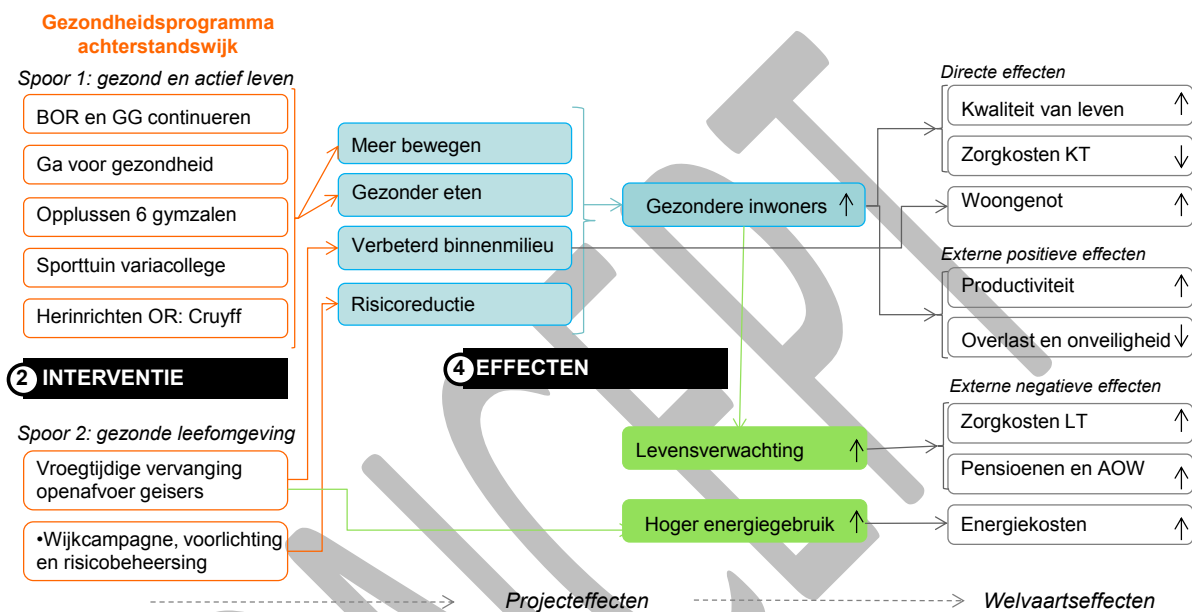 Gezondheidsprogramma
achterstandswijk
Spoor 1: gezond en actief leven
BOR en GG continueren
Ga voor gezondheid
Opplussen 6 gymzalen
Sporttuin variacollege
Herinrichten OR: Cruyff
2 INTERVENTIE
Spoor 2: gezonde leefomgeving
Vroegtijdige vervanging
openafvoer geisers
•Wijkcampagne, voorlichting
en risicobeheersing
Meer bewegen
Gezonder eten
Verbeterd binnenmilieu
Risicoreductie
4 EFFECTEN
Gezondere inwoners ↑
Levensverwachting ↑
Hoger energiegebruik ↑
Directe effecten
Kwaliteit van leven ↑
Zorgkosten KT ↓
Woongenot ↑
Externe positieve effecten
Productiviteit ↑
Overlast en onveiligheid ↓
Externe negatieve effecten
Zorgkosten LT ↑
Pensioenen en AOW ↑
Energiekosten ↑
Projecteffecten
Welvaartseffecten